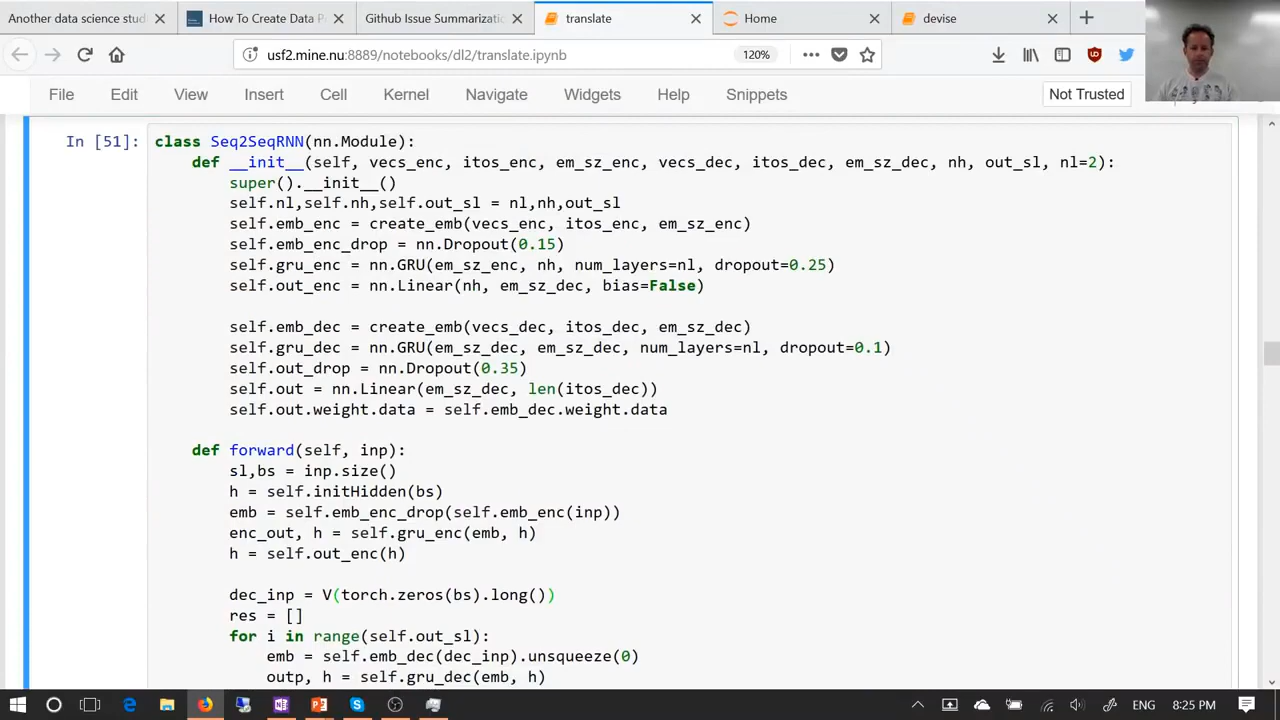 Another data science stud
How To Create Data P
Github Issue Summarizatic
translate
Home
devise
usf2.mine.nu:8889/notebooks/dl2/translate.ipynb
120%
File Edit View Insert Cell Kernel Navigate Widgets Help Snippets
Not Trusted
In [51]:
class Seq2SeqRNN(nn.Module):
def __init__(self, vecs_enc, itos_enc, em_sz_enc, vecs_dec, itos_dec, em_sz_dec, nh, out_sl, nl=2):
super().__init__()
self.nl,self.nh,self.out_sl = nl,nh,out_sl
self.emb_enc = create_emb(vecs_enc, itos_enc, em_sz_enc)
self.emb_enc_drop = nn.Dropout(0.15)
self.gru_enc = nn.GRU(em_sz_enc, nh, num_layers=nl, dropout=0.25)
self.out_enc = nn.Linear(nh, em_sz_dec, bias=False)
self.emb_dec = create_emb(vecs_dec, itos_dec, em_sz_dec)
self.gru_dec = nn.GRU(em_sz_dec, em_sz_dec, num_layers=nl, dropout=0.1)
self.out_drop = nn.Dropout(0.35)
self.out = nn.Linear(em_sz_dec, len(itos_dec))
self.out.weight.data = self.emb_dec.weight.data
def forward(self, inp):
sl,bs = inp.size()
h = self.initHidden(bs)
emb = self.emb_enc_drop(self.emb_enc(inp))
enc_out, h = self.gru_enc(emb, h)
h = self.out_enc(h)
dec_inp = V(torch.zeros(bs).long())
res = []
for i in range(self.out_sl):
emb = self.emb_dec(dec_inp).unsqueeze(0)
outp, h = self.gru_dec(emb, h)
ENG
8:25 PM